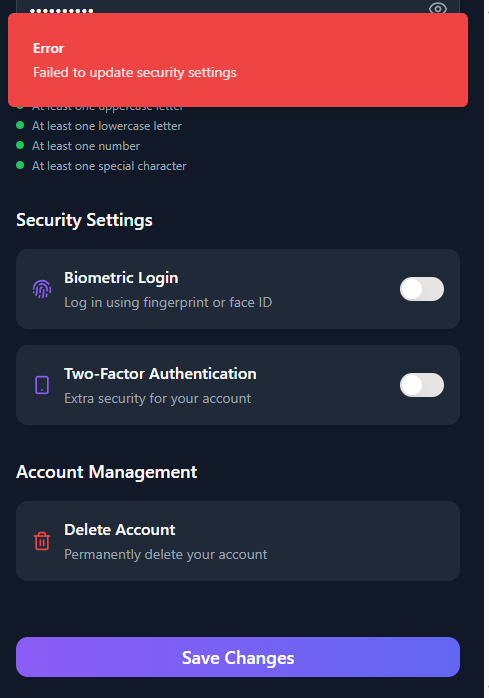 ••••••••••
Error
Failed to update security settings
At least one uppercase letter
At least one lowercase letter
At least one number
At least one special character
Security Settings
Biometric Login
Log in using fingerprint or face ID
Two-Factor Authentication
Extra security for your account
Account Management
Delete Account
Permanently delete your account
Save Changes